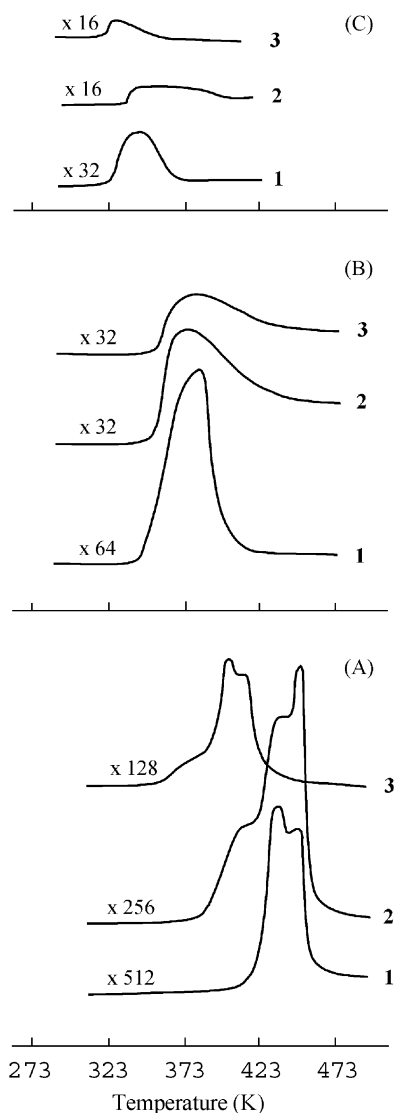 x 16 3 (C)
x 16 2
x 32 1
(B)
x 32 3
x 32 2
x 64 1
(A)
x 128 3
x 256 2
x 512 1
273 323 373 423 473
Temperature (K)